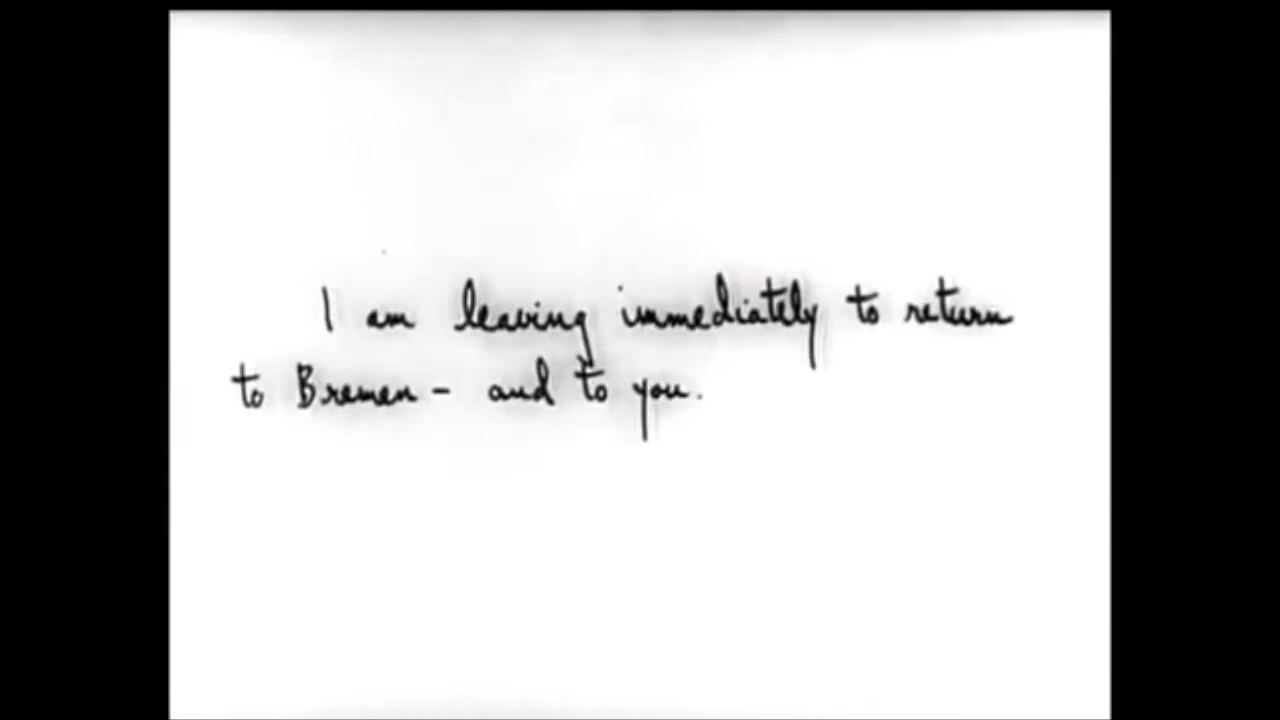 I am leaving immediately to return
to Bremen - and to you.